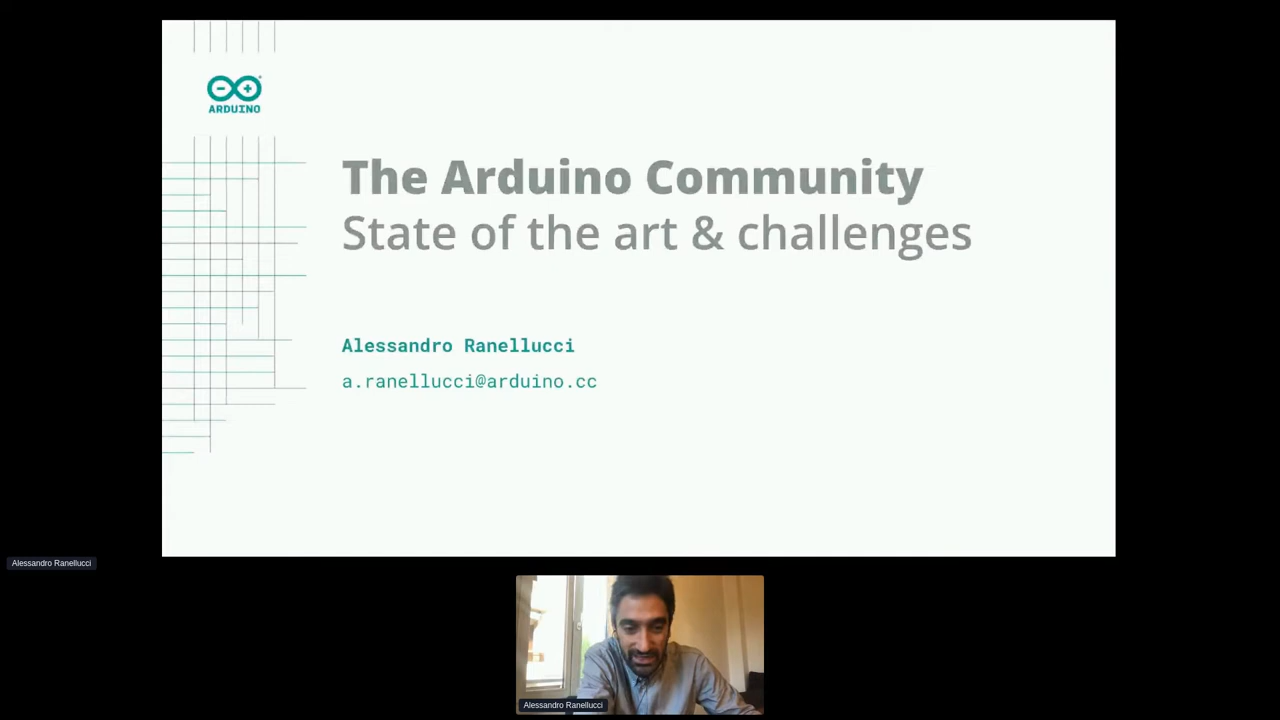 ARDUINO
The Arduino Community
State of the art & challenges
Alessandro Ranellucci
a.ranellucci@arduino.cc
Alessandro Ranellucci
Alessandro Ranellucci